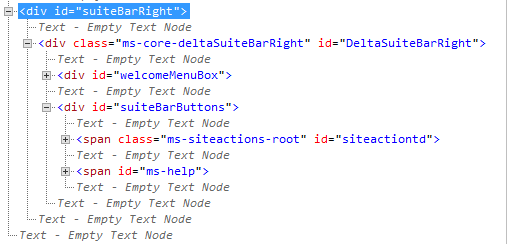 <div id="suiteBarRight">
Text - Empty Text Node
<div class="ms-core-deltaSuiteBarRight" id="DeltaSuiteBarRight">
Text - Empty Text Node
<div id="welcomeMenuBox">
Text - Empty Text Node
<div id="suiteBarButtons">
Text - Empty Text Node
<span class="ms-siteactions-root" id="siteactiontd">
Text - Empty Text Node
<span id="ms-help">
Text - Empty Text Node
Text - Empty Text Node
Text - Empty Text Node
Text - Empty Text Node